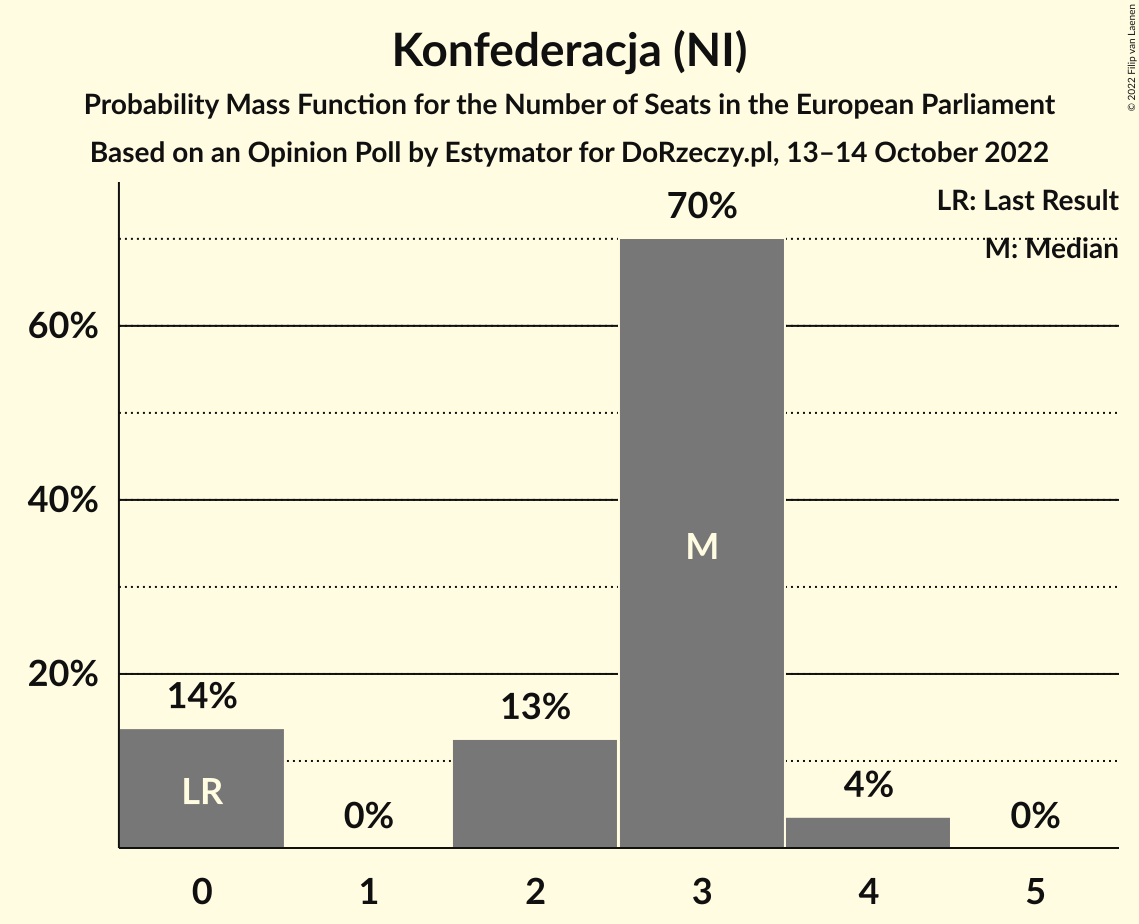 Konfederacja (NI)
Probability Mass Function for the Number of Seats in the European Parliament
Based on an Opinion Poll by Estymator for DoRzeczy.pl, 13–14 October 2022
© 2022 Filip van Laenen
LR: Last Result
M: Median
60%
40%
20%
14%
0%
13%
70%
4%
0%
LR
M
0 1 2 3 4 5